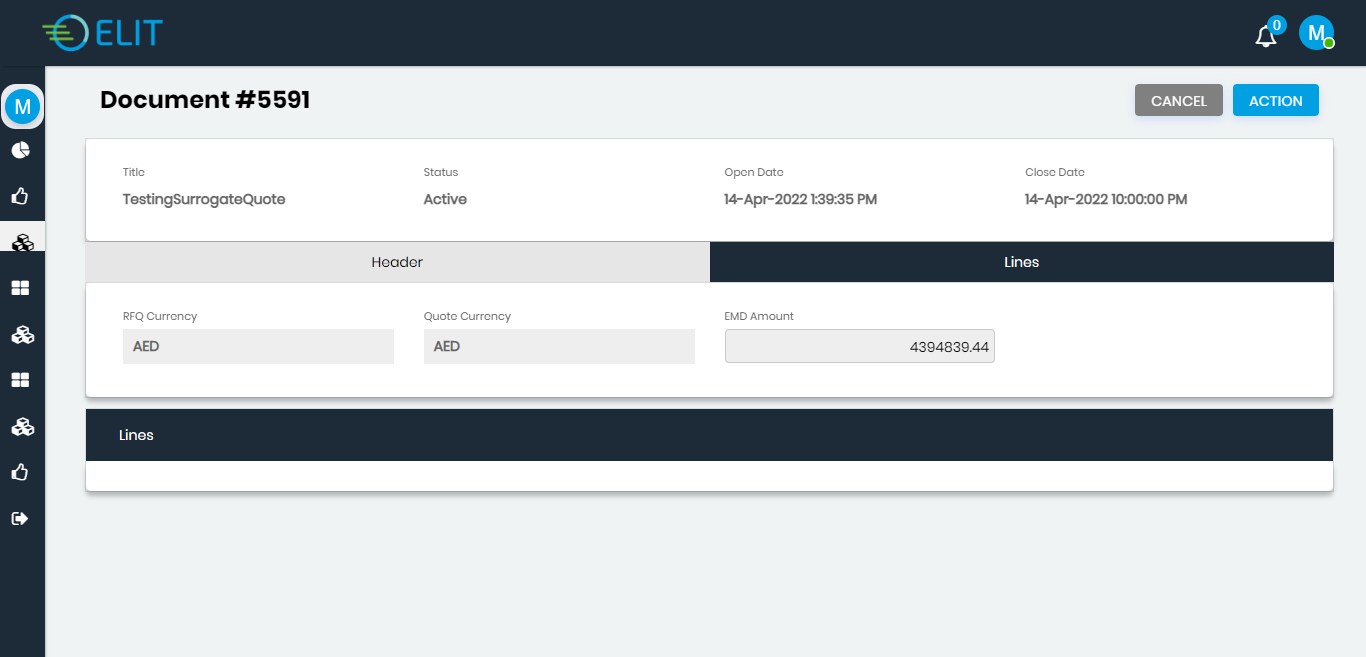 ELIT
0
M
M
Document #5591
CANCEL
ACTION
Title
Status
Open Date
Close Date
TestingSurrogateQuote
Active
14-Apr-2022 1:39:35 PM
14-Apr-2022 10:00:00 PM
Header
Lines
RFQ Currency
Quote Currency
EMD Amount
AED
AED
4394839.44
Lines